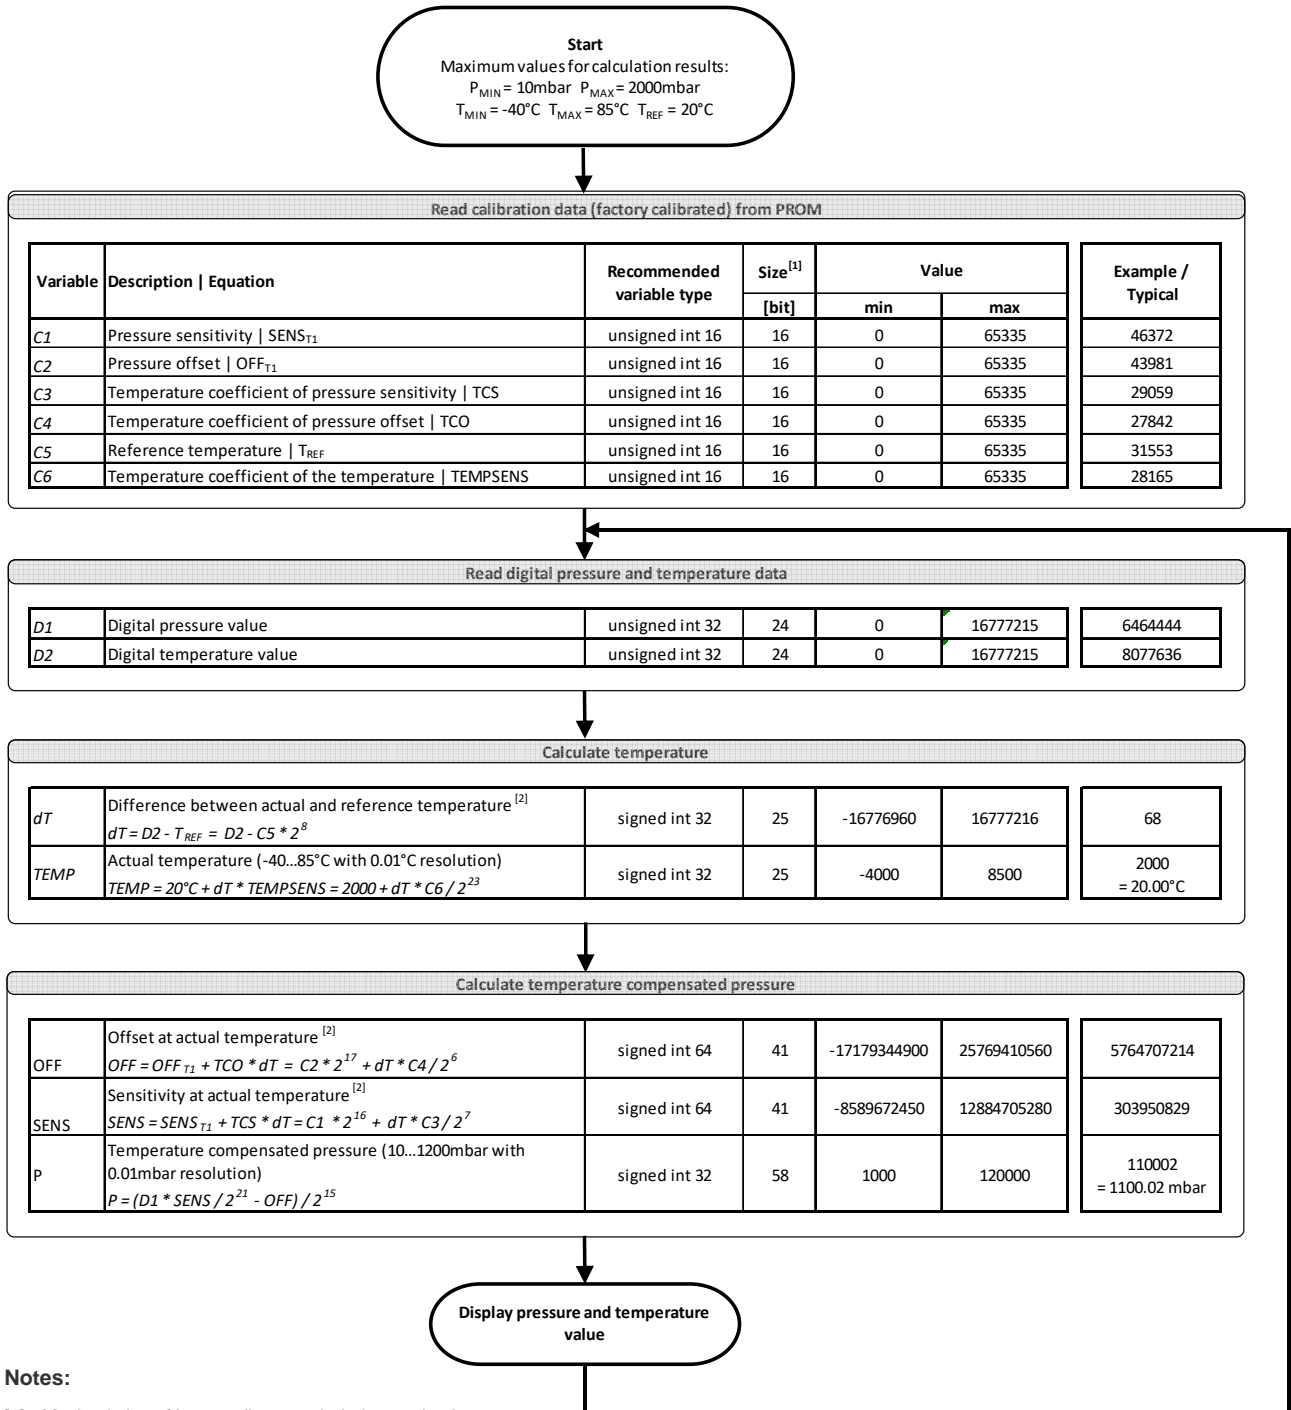 Start
Maximum values for calculation results:
P_MIN = 10mbar P_MAX = 2000mbar
T_MIN = -40°C T_MAX = 85°C T_REF = 20°C
Read calibration data (factory calibrated) from PROM
Variable Description | Equation Recommended variable type Size[1] [bit] Value min max Example / Typical
C1 Pressure sensitivity | SENS_T1 unsigned int 16 16 0 65335 46372
C2 Pressure offset | OFF_T1 unsigned int 16 16 0 65335 43981
C3 Temperature coefficient of pressure sensitivity | TCS unsigned int 16 16 0 65335 29059
C4 Temperature coefficient of pressure offset | TCO unsigned int 16 16 0 65335 27842
C5 Reference temperature | T_REF unsigned int 16 16 0 65335 31553
C6 Temperature coefficient of the temperature | TEMPSENS unsigned int 16 16 0 65335 28165
Read digital pressure and temperature data
D1 Digital pressure value unsigned int 32 24 0 16777215 6464444
D2 Digital temperature value unsigned int 32 24 0 16777215 8077636
Calculate temperature
Difference between actual and reference temperature [2]
dT signed int 32 25 -16776960 16777216 68
dT = D2 - T_REF = D2 - C5 * 2^8
Actual temperature (-40...85°C with 0.01°C resolution)
TEMP signed int 32 25 -4000 8500 2000
= 20.00°C
TEMP = 20°C + dT * TEMPSENS = 2000 + dT * C6 / 2^23
Calculate temperature compensated pressure
Offset at actual temperature [2]
OFF signed int 64 41 -17179344900 25769410560 5764707214
OFF = OFF_T1 + TCO * dT = C2 * 2^17 + dT * C4 / 2^6
Sensitivity at actual temperature [2]
SENS signed int 64 41 -8589672450 12884705280 303950829
SENS = SENS_T1 + TCS * dT = C1 * 2^16 + dT * C3 / 2^7
Temperature compensated pressure (10...1200mbar with
0.01mbar resolution)
P signed int 32 58 1000 120000 110002
= 1100.02 mbar
P = (D1 * SENS / 2^21 - OFF) / 2^15
Display pressure and temperature
value
Notes: